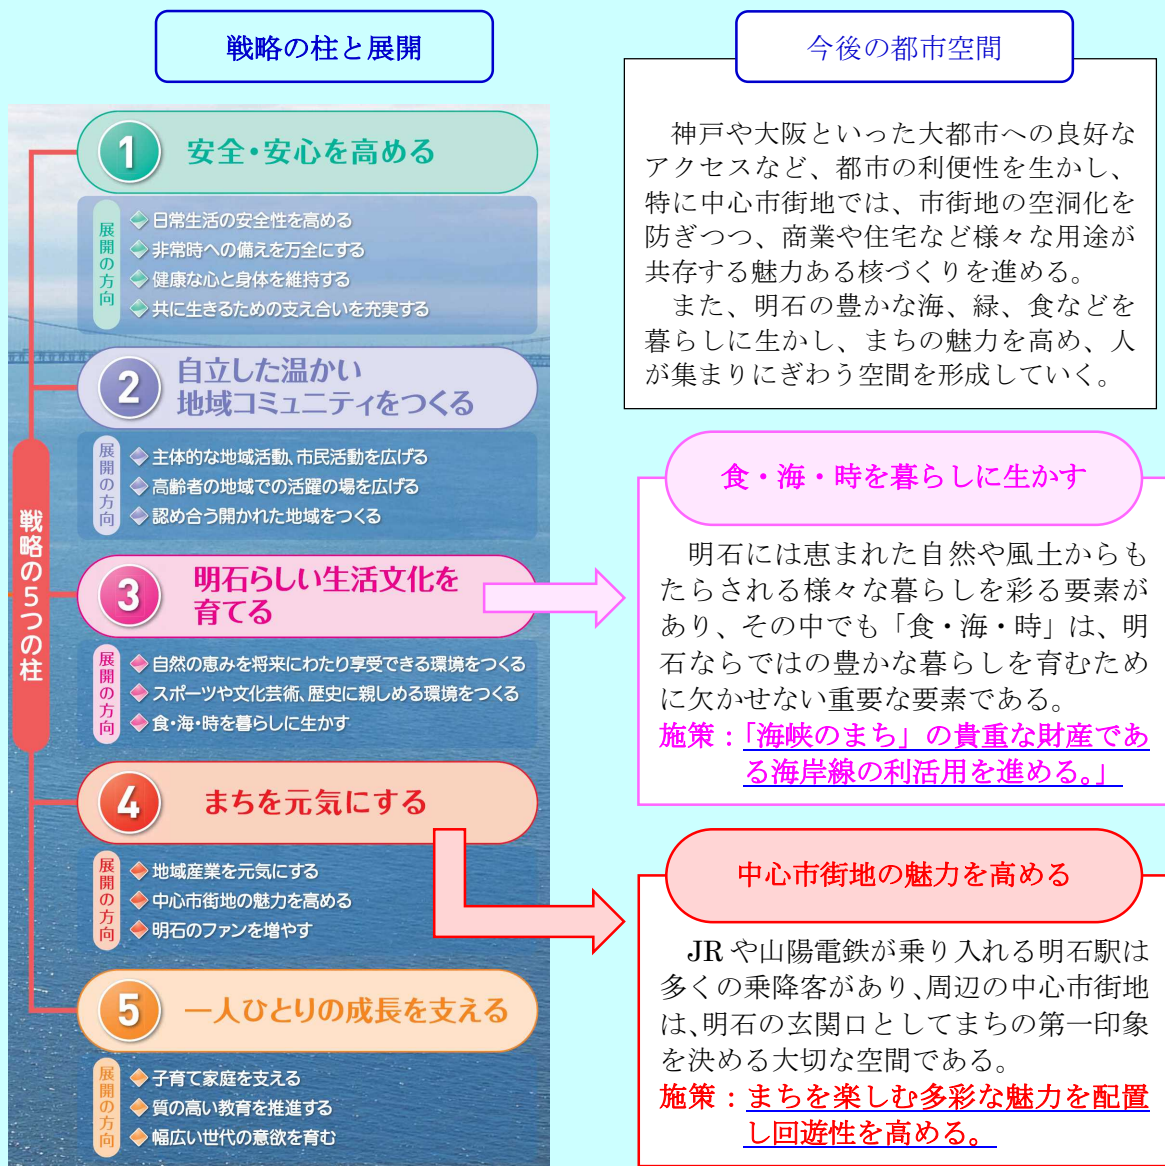 戦略の柱と展開
戦略の5つの柱
1 安全・安心を高める
展開の方向
◆日常生活の安全性を高める
◆非常時への備えを万全にする
◆健康な心と身体を維持する
◆共に生きるための支え合いを充実する
2 自立した温かい
地域コミュニティをつくる
展開の方向
◆主体的な地域活動、市民活動を広げる
◆高齢者の地域での活躍の場を広げる
◆認め合う開かれた地域をつくる
3 明石らしい生活文化を
育てる
展開の方向
◆自然の恵みを将来にわたり享受できる環境をつくる
◆スポーツや文化芸術、歴史に親しめる環境をつくる
◆食・海・時を暮らしに生かす
4 まちを元気にする
展開の方向
◆地域産業を元気にする
◆中心市街地の魅力を高める
◆明石のファンを増やす
5 一人ひとりの成長を支える
展開の方向
◆子育て家庭を支える
◆質の高い教育を推進する
◆幅広い世代の意欲を育む
今後の都市空間
神戸や大阪といった大都市への良好な
アクセスなど、都市の利便性を生かし、
特に中心市街地では、市街地の空洞化を
防ぎつつ、商業や住宅など様々な用途が
共存する魅力ある核づくりを進める。
また、明石の豊かな海、緑、食などを
暮らしに生かし、まちの魅力を高め、人
が集まりにぎわう空間を形成していく。
食・海・時を暮らしに生かす
明石には恵まれた自然や風土からも
たらされる様々な暮らしを彩る要素が
あり、その中でも「食・海・時」は、明
石ならではの豊かな暮らしを育むため
に欠かせない重要な要素である。
施策：「海峡のまち」の貴重な財産であ
る海岸線の利活用を進める。」
中心市街地の魅力を高める
JRや山陽電鉄が乗り入れる明石駅は
多くの乗降客があり、周辺の中心市街地
は、明石の玄関口としてまちの第一印象
を決める大切な空間である。
施策：まちを楽しむ多彩な魅力を配置
し回遊性を高める。